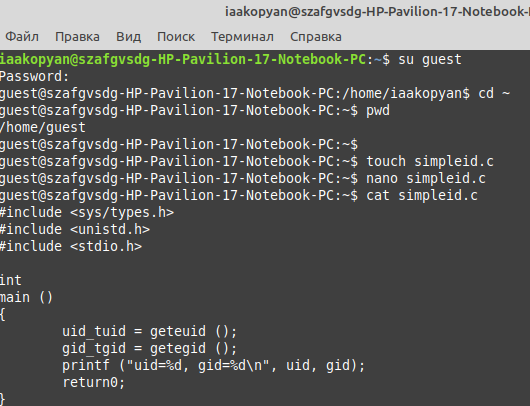 iaakopyan@szafgvsdg-HP-Pavilion-17-Notebook-
Файл Правка Вид Поиск Терминал Справка
iaakopyan@szafgvsdg-HP-Pavilion-17-Notebook-PC:~$ su guest
Password:
guest@szafgvsdg-HP-Pavilion-17-Notebook-PC:/home/iaakopyan$ cd ~
guest@szafgvsdg-HP-Pavilion-17-Notebook-PC:~$ pwd
/home/guest
guest@szafgvsdg-HP-Pavilion-17-Notebook-PC:~$
guest@szafgvsdg-HP-Pavilion-17-Notebook-PC:~$ touch simpleid.c
guest@szafgvsdg-HP-Pavilion-17-Notebook-PC:~$ nano simpleid.c
guest@szafgvsdg-HP-Pavilion-17-Notebook-PC:~$ cat simpleid.c
#include <sys/types.h>
#include <unistd.h>
#include <stdio.h>
int
main ()
{
        uid_tuid = geteuid ();
        gid_tgid = getegid ();
        printf ("uid=%d, gid=%d\n", uid, gid);
        return0;
}